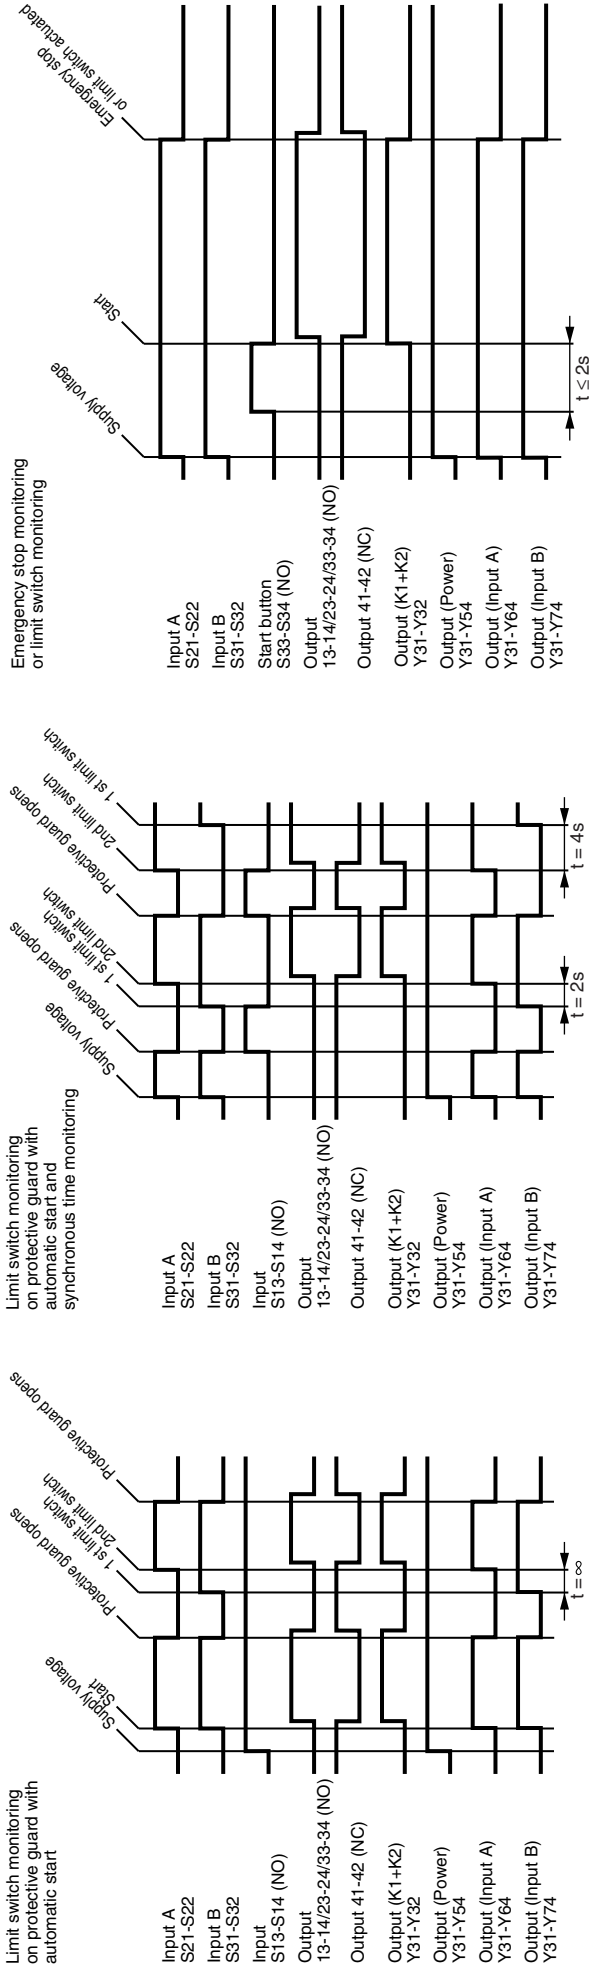 Limit switch monitoring
on protective guard with
automatic start
Supply voltage
Start
Protective guard opens
1 st limit switch
2nd limit switch
Protective guard opens
Input A
S21-S22
Input B
S31-S32
Input
S13-S14 (NO)
Output
13-14/23-24/33-34 (NO)
Output 41-42 (NC)
Output (K1+K2)
Y31-Y32
Output (Power)
Y31-Y54
Output (Input A)
Y31-Y64
Output (Input B)
Y31-Y74
t = ∞
Limit switch monitoring
on protective guard with
automatic start and
synchronous time monitoring
Supply voltage
Protective guard opens
1 st limit switch
2nd limit switch
Protective guard opens
2nd limit switch
1 st limit switch
Input A
S21-S22
Input B
S31-S32
Input
S13-S14 (NO)
Output
13-14/23-24/33-34 (NO)
Output 41-42 (NC)
Output (K1+K2)
Y31-Y32
Output (Power)
Y31-Y54
Output (Input A)
Y31-Y64
Output (Input B)
Y31-Y74
t = 2s
t = 4s
Emergency stop monitoring
or limit switch monitoring
Supply voltage
Start
Emergency stop
or limit switch actuated
Input A
S21-S22
Input B
S31-S32
Start button
S33-S34 (NO)
Output
13-14/23-24/33-34 (NO)
Output 41-42 (NC)
Output (K1+K2)
Y31-Y32
Output (Power)
Y31-Y54
Output (Input A)
Y31-Y64
Output (Input B)
Y31-Y74
t ≤ 2s